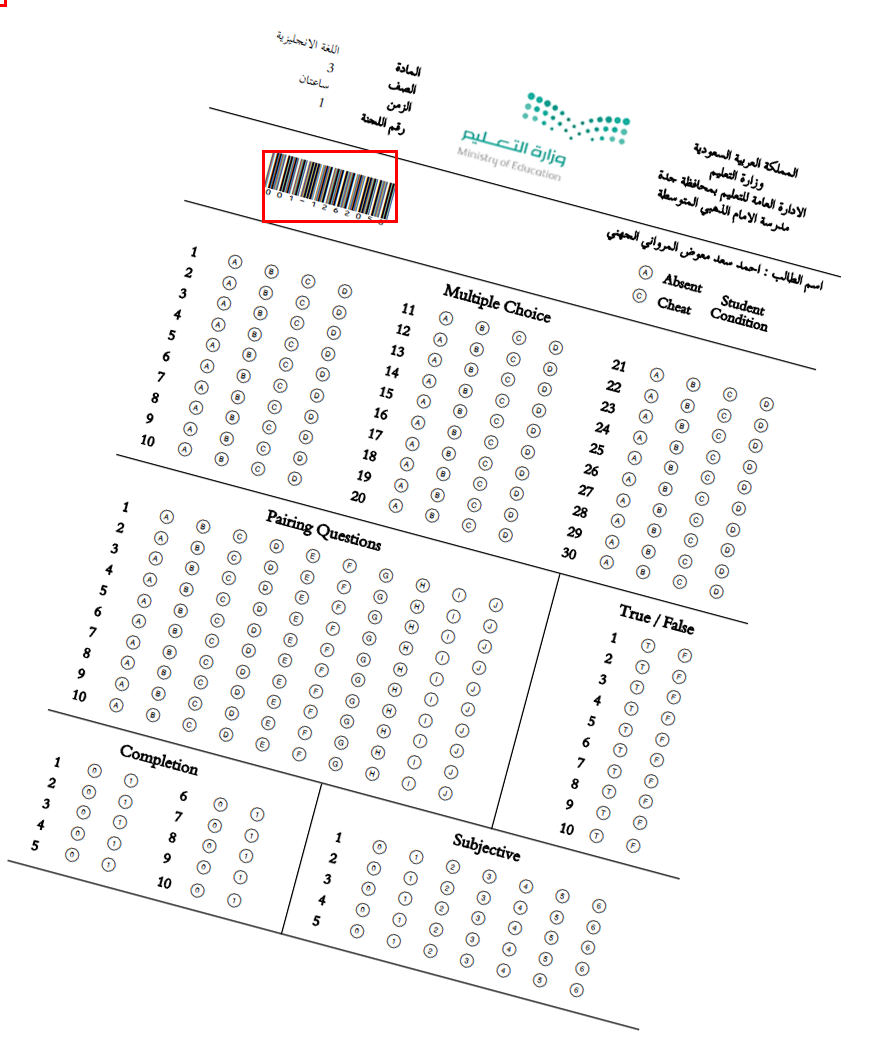 المملكة العربية السعودية
وزارة التعليم
الادارة العامة للتعليم بمحافظة جدة
مدرسة الامام الذهبي المتوسطة
وزارة التعليم
Ministry of Education
المادة اللغة الانجليزية
الصف 3
الزمن ساعتان
رقم اللجنة 1
اسم الطالب : احمد سعد معوض المرواني الجهني
A Absent
C Cheat
Student
Condition
Multiple Choice
1 A B C D
2 A B C D
3 A B C D
4 A B C D
5 A B C D
6 A B C D
7 A B C D
8 A B C D
9 A B C D
10 A B C D
11 A B C D
12 A B C D
13 A B C D
14 A B C D
15 A B C D
16 A B C D
17 A B C D
18 A B C D
19 A B C D
20 A B C D
21 A B C D
22 A B C D
23 A B C D
24 A B C D
25 A B C D
26 A B C D
27 A B C D
28 A B C D
29 A B C D
30 A B C D
Pairing Questions
1 A B C D E F G H I J
2 A B C D E F G H I J
3 A B C D E F G H I J
4 A B C D E F G H I J
5 A B C D E F G H I J
6 A B C D E F G H I J
7 A B C D E F G H I J
8 A B C D E F G H I J
9 A B C D E F G H I J
10 A B C D E F G H I J
True / False
1 T F
2 T F
3 T F
4 T F
5 T F
6 T F
7 T F
8 T F
9 T F
10 T F
Completion
1 0 1
2 0 1
3 0 1
4 0 1
5 0 1
6 0 1
7 0 1
8 0 1
9 0 1
10 0 1
Subjective
1 0 1 2 3 4 5 6
2 0 1 2 3 4 5 6
3 0 1 2 3 4 5 6
4 0 1 2 3 4 5 6
5 0 1 2 3 4 5 6